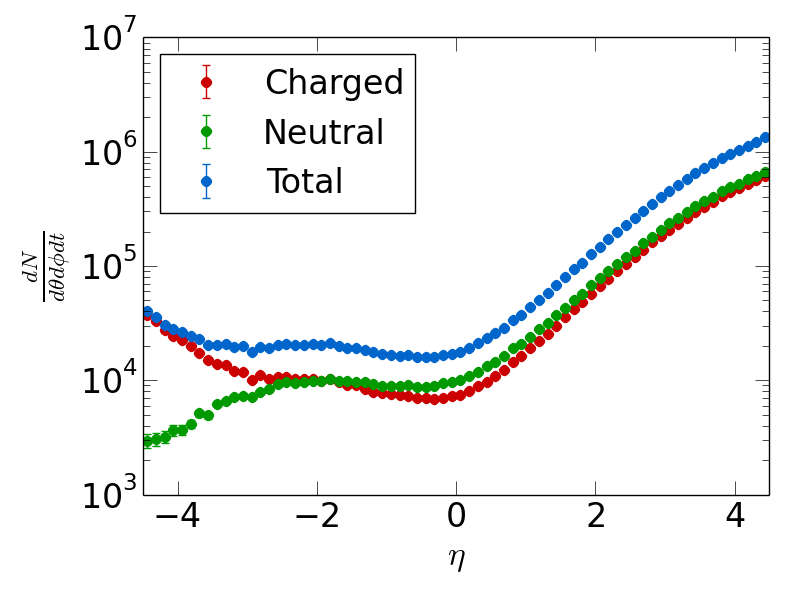 10^7
10^6
10^5
10^4
10^3
dN
dθdϕdt
Charged
Neutral
Total
−4 −2 0 2 4
η